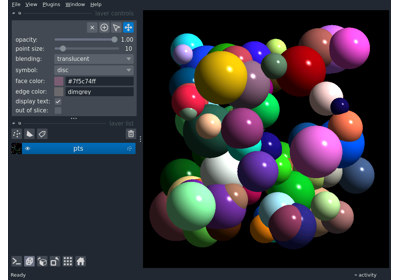 File View Plugins Window Help
layer controls
opacity: 1.00
point size: 10
blending: translucent
symbol: disc
face color: #7f5c74ff
edge color: dimgrey
display text:
out of slice:
layer list
pts
Ready activity